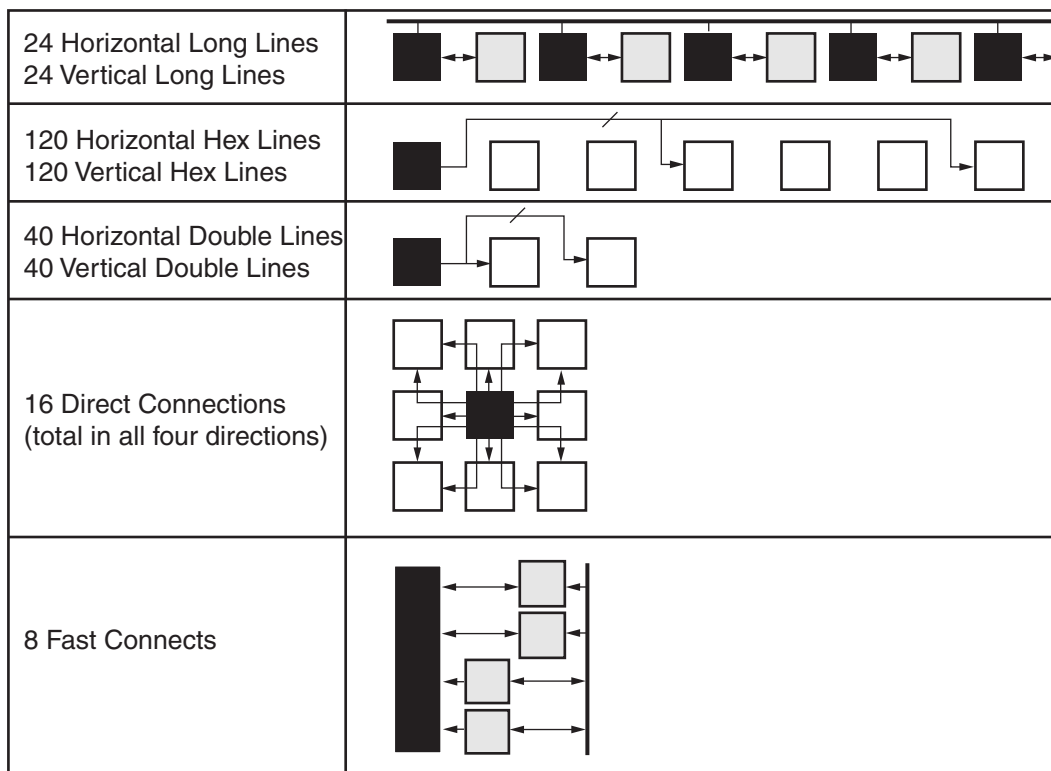 24 Horizontal Long Lines
24 Vertical Long Lines
120 Horizontal Hex Lines
120 Vertical Hex Lines
40 Horizontal Double Lines
40 Vertical Double Lines
16 Direct Connections
(total in all four directions)
8 Fast Connects